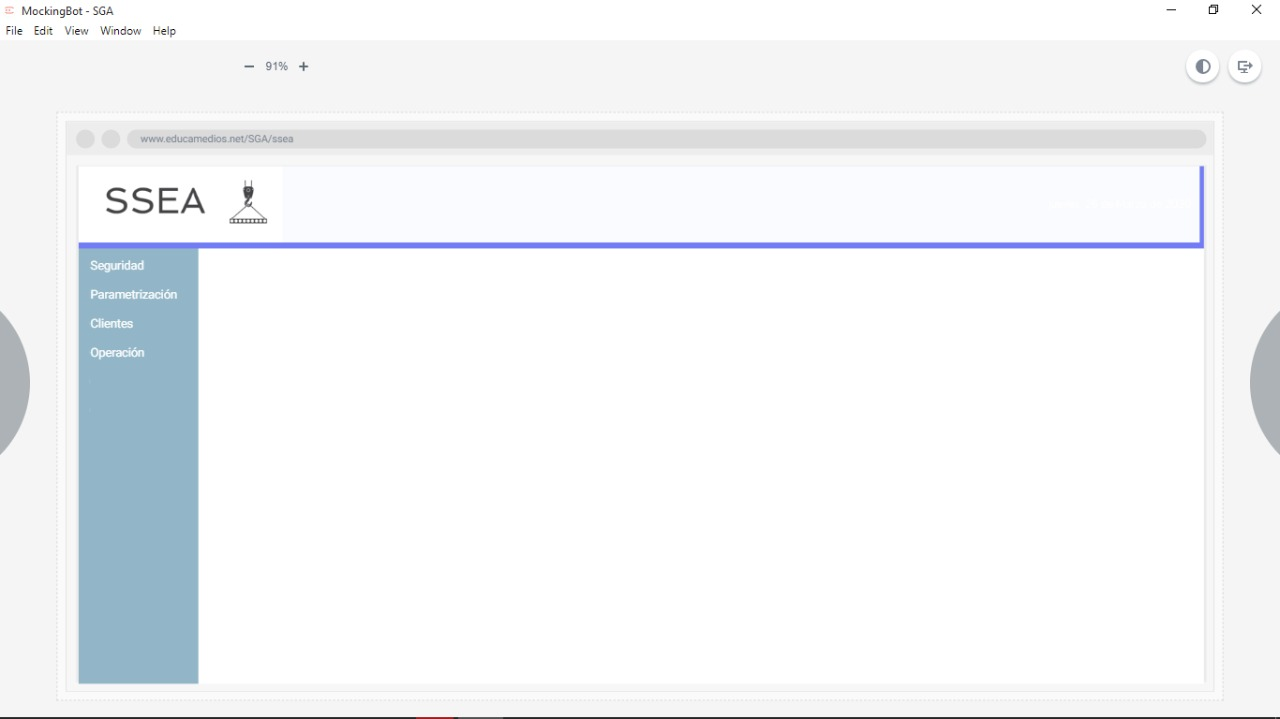 MockingBot - SGA
File Edit View Window Help
91%
www.educamedios.net/SGA/ssea
SSEA
Seguridad
Parametrización
Clientes
Operación